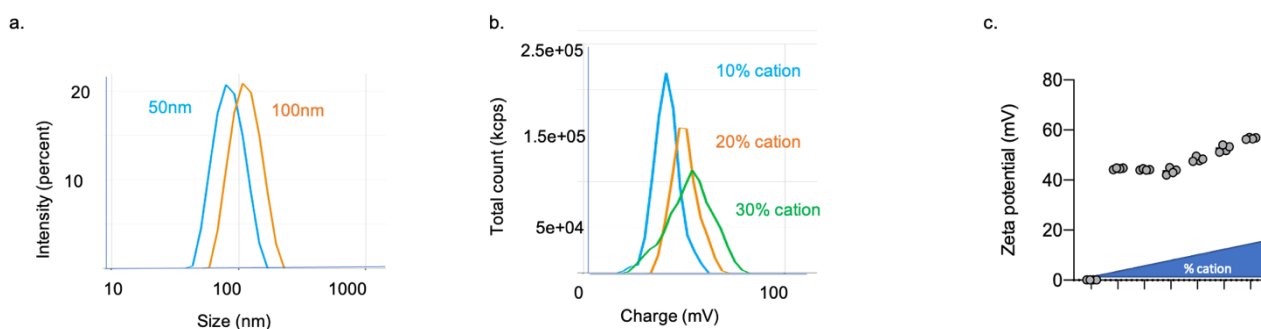 a.
20
10
Intensity (percent)
50nm
100nm
10
100
1000
Size (nm)
b.
2.5e+05
1.5e+05
5e+04
Total count (kcps)
10% cation
20% cation
30% cation
0
100
Charge (mV)
c.
80
60
40
20
0
Zeta potential (mV)
% cation